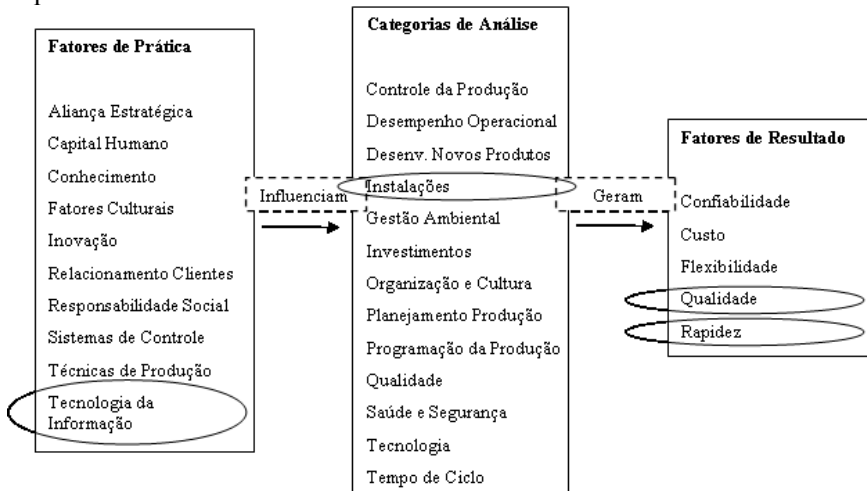 Fatores de Prática
Aliança Estratégica
Capital Humano
Conhecimento
Fatores Culturais
Inovação
Relacionamento Clientes
Responsabilidade Social
Sistemas de Controle
Técnicas de Produção
Tecnologia da
Informação
Influenciam
Categorias de Análise
Controle da Produção
Desempenho Operacional
Desenv. Novos Produtos
Instalações
Gestão Ambiental
Investimentos
Organização e Cultura
Planejamento Produção
Programação da Produção
Qualidade
Saúde e Segurança
Tecnologia
Tempo de Ciclo
Geram
Fatores de Resultado
Confiabilidade
Custo
Flexibilidade
Qualidade
Rapidez